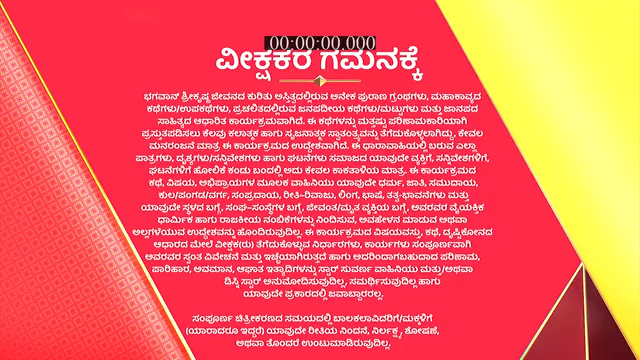 00:00:00.000
ವೀಕ್ಷಕರ ಗಮನಕ್ಕೆ
ಭಗವಾನ್ ಶ್ರೀಕೃಷ್ಣ ಜೀವನದ ಕುರಿತು ಅಸ್ತಿತ್ವದಲ್ಲಿರುವ ಅನೇಕ ಪುರಾಣ ಗ್ರಂಥಗಳು, ಮಹಾಕಾವ್ಯದ
ಕಥೆಗಳು/ಉಪಕಥೆಗಳು, ಪ್ರಚಲಿತದಲ್ಲಿರುವ ಜನಪದೀಯ ಕಥೆಗಳು/ಮಟ್ಟುಗಳು ಮತ್ತು ಜಾನಪದ
ಸಾಹಿತ್ಯದ ಆಧಾರಿತ ಕಾರ್ಯಕ್ರಮವಾಗಿದೆ. ಈ ಕಥೆಗಳನ್ನು ಮತ್ತಷ್ಟು ಪರಿಣಾಮಕಾರಿಯಾಗಿ
ಪ್ರಸ್ತುತಪಡಿಸಲು ಕೆಲವು ಕಲಾತ್ಮಕ ಹಾಗು ಸೃಜನಾತ್ಮಕ ಸ್ವಾತಂತ್ರ್ಯವನ್ನು ತೆಗೆದುಕೊಳ್ಳಲಾಗಿದ್ದು, ಕೇವಲ
ಮನರಂಜನೆ ಮಾತ್ರ ಈ ಕಾರ್ಯಕ್ರಮದ ಉದ್ದೇಶವಾಗಿದೆ. ಈ ಧಾರಾವಾಹಿಯಲ್ಲಿ ಬರುವ ಎಲ್ಲಾ
ಪಾತ್ರಗಳು, ದೃಶ್ಯಗಳು/ಸನ್ನಿವೇಶಗಳು ಹಾಗು ಘಟನೆಗಳು ಸಮಾಜದ ಯಾವುದೇ ವ್ಯಕ್ತಿಗೆ, ಸನ್ನಿವೇಶಗಳಿಗೆ,
ಘಟನೆಗಳಿಗೆ ಹೋಲಿಕೆ ಕಂಡು ಬಂದಲ್ಲಿ ಅದು ಕೇವಲ ಕಾಕತಾಳಿಯ ಮಾತ್ರ. ಈ ಕಾರ್ಯಕ್ರಮದ
ಕಥೆ, ವಿಷಯ, ಅಭಿಪ್ರಾಯಗಳ ಮೂಲಕ ವಾಹಿನಿಯು ಯಾವುದೇ ಧರ್ಮ, ಜಾತಿ, ಸಮುದಾಯ,
ಕುಲ/ಪಂಗಡ/ವರ್ಗ, ಸಂಪ್ರದಾಯ, ರೀತಿ-ರಿವಾಜು, ಲಿಂಗ, ಭಾಷೆ, ತತ್ವ-ಭಾವನೆಗಳು ಮತ್ತು
ಯಾವುದೇ ಸ್ಥಳದ ಬಗ್ಗೆ, ಸಂಘ-ಸಂಸ್ಥೆಗಳ ಬಗ್ಗೆ, ಜೀವಂತ/ಮೃತ ವ್ಯಕ್ತಿಯ ಬಗ್ಗೆ, ಅವರವರ ವೈಯಕ್ತಿಕ
ಧಾರ್ಮಿಕ ಹಾಗು ರಾಜಕೀಯ ನಂಬಿಕೆಗಳನ್ನು ನಿಂದಿಸುವ, ಅವಹೇಳನ ಮಾಡುವ ಅಥವಾ
ಅಲ್ಲಗಳೆಯುವ ಉದ್ದೇಶವನ್ನು ಹೊಂದಿರುವುದಿಲ್ಲ. ಈ ಕಾರ್ಯಕ್ರಮದ ವಿಷಯವಸ್ತು, ಕಥೆ, ದೃಷ್ಟಿಕೋನದ
ಆಧಾರದ ಮೇಲೆ ವೀಕ್ಷಕ(ರು) ತೆಗೆದುಕೊಳ್ಳುವ ನಿರ್ಧಾರಗಳು, ಕಾರ್ಯಗಳು ಸಂಪೂರ್ಣವಾಗಿ
ಅವರವರ ಸ್ವಂತ ವಿವೇಚನೆ ಮತ್ತು ಇಚ್ಛೆಯಾಗಿರುತ್ತದೆ ಹಾಗು ಅದರಿಂದಾಗಬಹುದಾದ ಪರಿಣಾಮ,
ಪಾರಿಹಾರ, ಅವಮಾನ, ಆಘಾತ ಇತ್ಯಾದಿಗಳನ್ನು ಸ್ಟಾರ್ ಸುವರ್ಣ ವಾಹಿನಿಯು ಮತ್ತು/ಅಥವಾ
ಡಿಸ್ನಿ ಸ್ಟಾರ್ ಅನುಮೋದಿಸುವುದಿಲ್ಲ, ಸಮರ್ಥಿಸುವುದಿಲ್ಲ ಹಾಗು
ಯಾವುದೇ ಪ್ರಕಾರದಲ್ಲಿ ಜವಾಬ್ದಾರರಲ್ಲ.
ಸಂಪೂರ್ಣ ಚಿತ್ರೀಕರಣದ ಸಮಯದಲ್ಲಿ ಬಾಲಕಲಾವಿದರಿಗೆ/ಮಕ್ಕಳಿಗೆ
(ಯಾರಾದರೂ ಇದ್ದರೆ) ಯಾವುದೇ ರೀತಿಯ ನಿಂದನೆ, ನಿರ್ಲಕ್ಷ್ಯ, ಶೋಷಣೆ,
ಅಥವಾ ತೊಂದರೆ ಉಂಟುಮಾಡಿರುವುದಿಲ್ಲ.